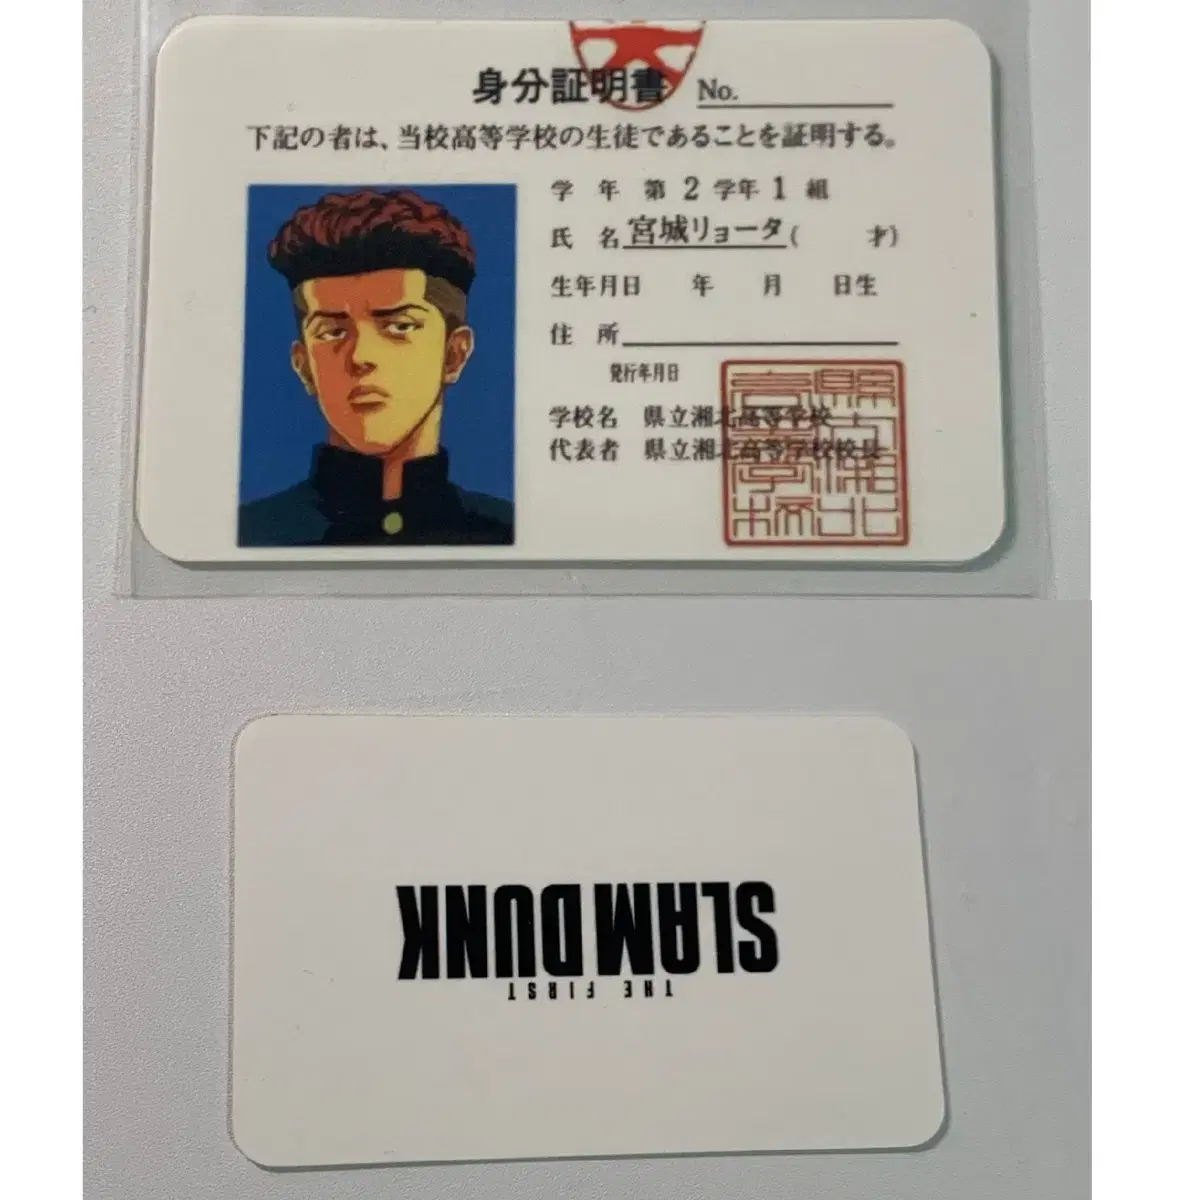 身分証明書 No.
下記の者は、当校高等学校の生徒であることを証明する。
学 年 第 2 学年 1 組
氏 名 宮城リョータ( 才)
生年月日 年 月 日生
住 所
発行年月日
学校名 県立湘北高等学校
代表者 県立湘北高等学校校長
THE FIRST
SLAM DUNK